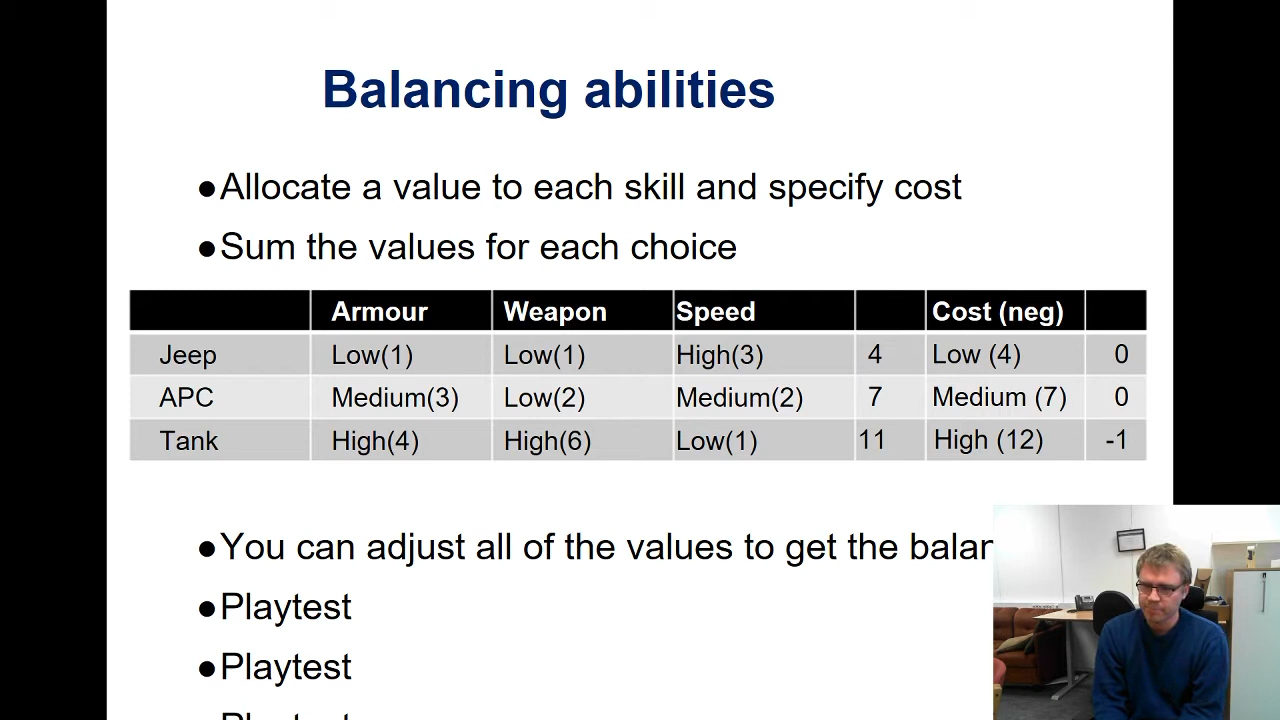 Balancing abilities
●Allocate a value to each skill and specify cost
●Sum the values for each choice
Armour Weapon Speed Cost (neg)
Jeep Low(1) Low(1) High(3) 4 Low (4) 0
APC Medium(3) Low(2) Medium(2) 7 Medium (7) 0
Tank High(4) High(6) Low(1) 11 High (12) -1
●You can adjust all of the values to get the balan
●Playtest
●Playtest